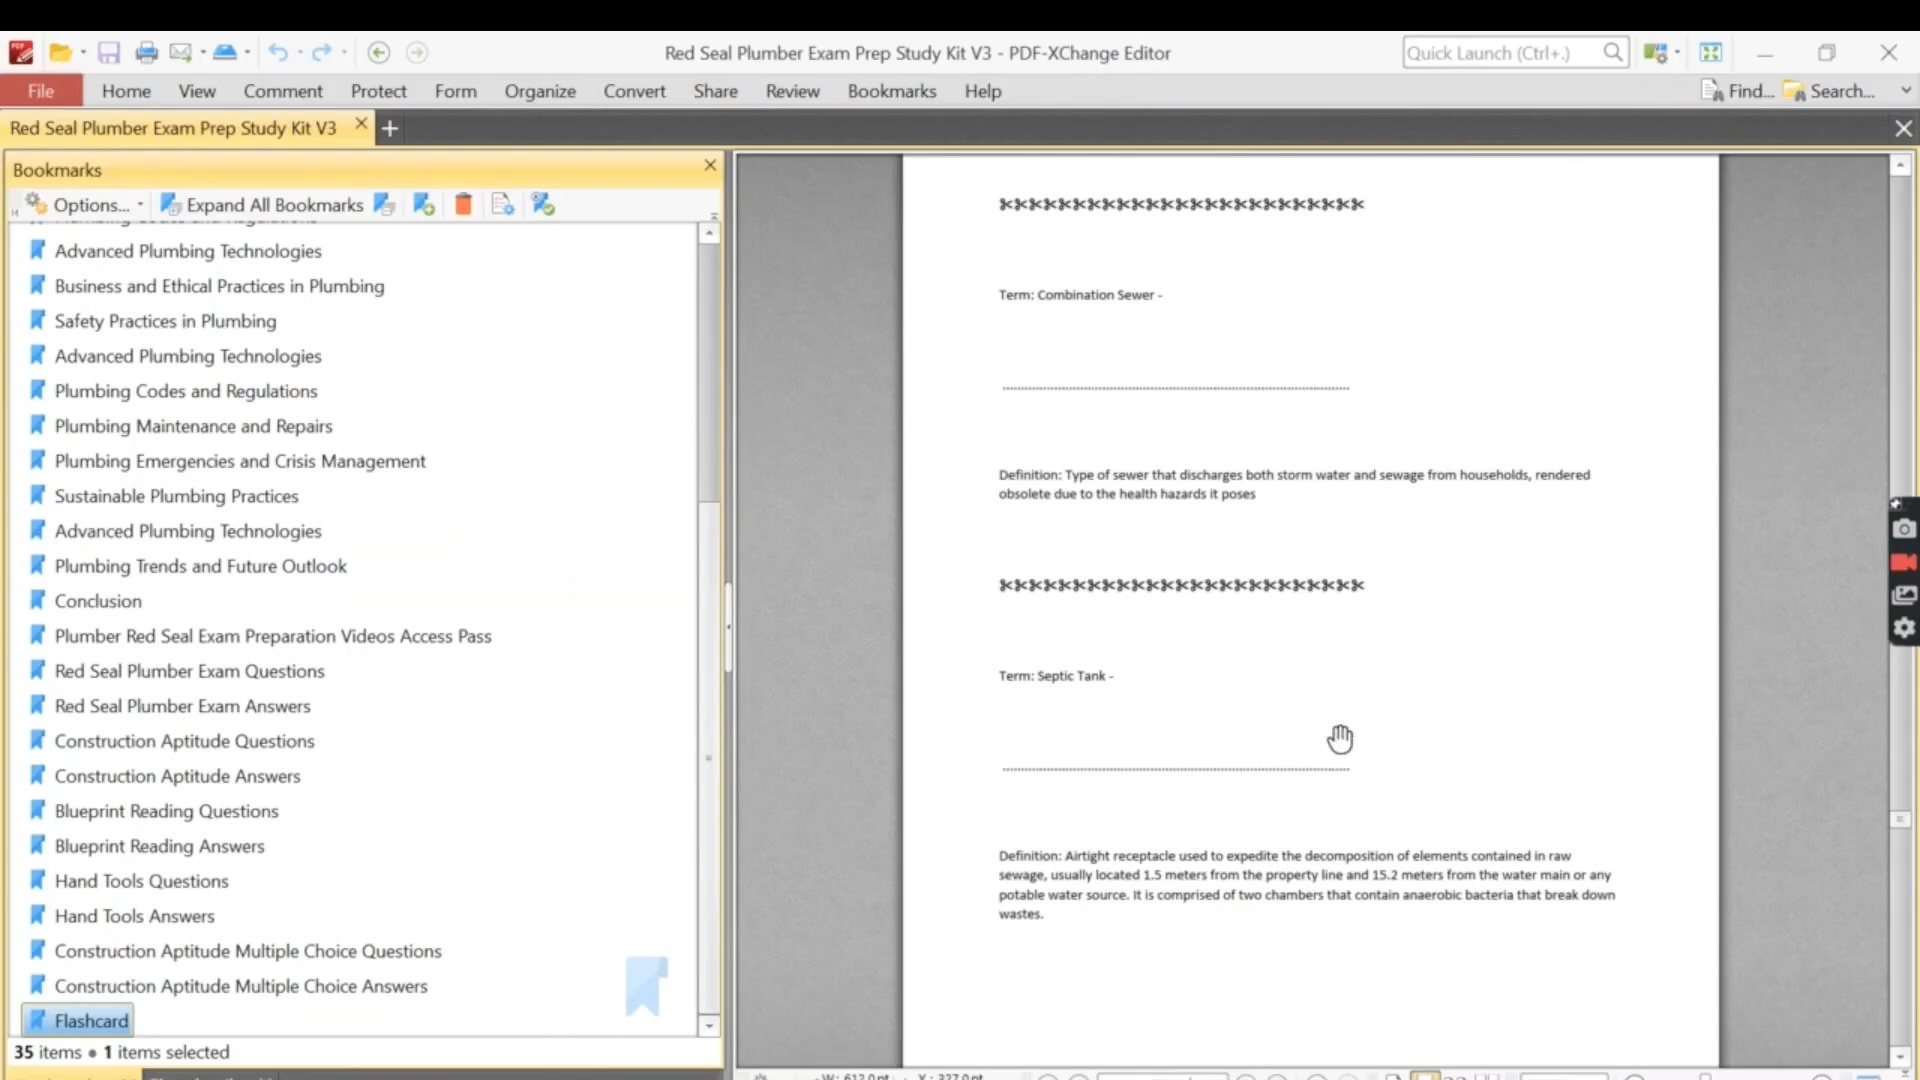 Red Seal Plumber Exam Prep Study Kit V3 - PDF-XChange Editor
Quick Launch (Ctrl+.)
File Home View Comment Protect Form Organize Convert Share Review Bookmarks Help
Find... Search...
Red Seal Plumber Exam Prep Study Kit V3
Bookmarks
Options... Expand All Bookmarks
Advanced Plumbing Technologies
Business and Ethical Practices in Plumbing
Safety Practices in Plumbing
Advanced Plumbing Technologies
Plumbing Codes and Regulations
Plumbing Maintenance and Repairs
Plumbing Emergencies and Crisis Management
Sustainable Plumbing Practices
Advanced Plumbing Technologies
Plumbing Trends and Future Outlook
Conclusion
Plumber Red Seal Exam Preparation Videos Access Pass
Red Seal Plumber Exam Questions
Red Seal Plumber Exam Answers
Construction Aptitude Questions
Construction Aptitude Answers
Blueprint Reading Questions
Blueprint Reading Answers
Hand Tools Questions
Hand Tools Answers
Construction Aptitude Multiple Choice Questions
Construction Aptitude Multiple Choice Answers
Flashcard
35 items • 1 items selected
Term: Combination Sewer -
Definition: Type of sewer that discharges both storm water and sewage from households, rendered
obsolete due to the health hazards it poses
Term: Septic Tank -
Definition: Airtight receptacle used to expedite the decomposition of elements contained in raw
sewage, usually located 1.5 meters from the property line and 15.2 meters from the water main or any
potable water source. It is comprised of two chambers that contain anaerobic bacteria that break down
wastes.